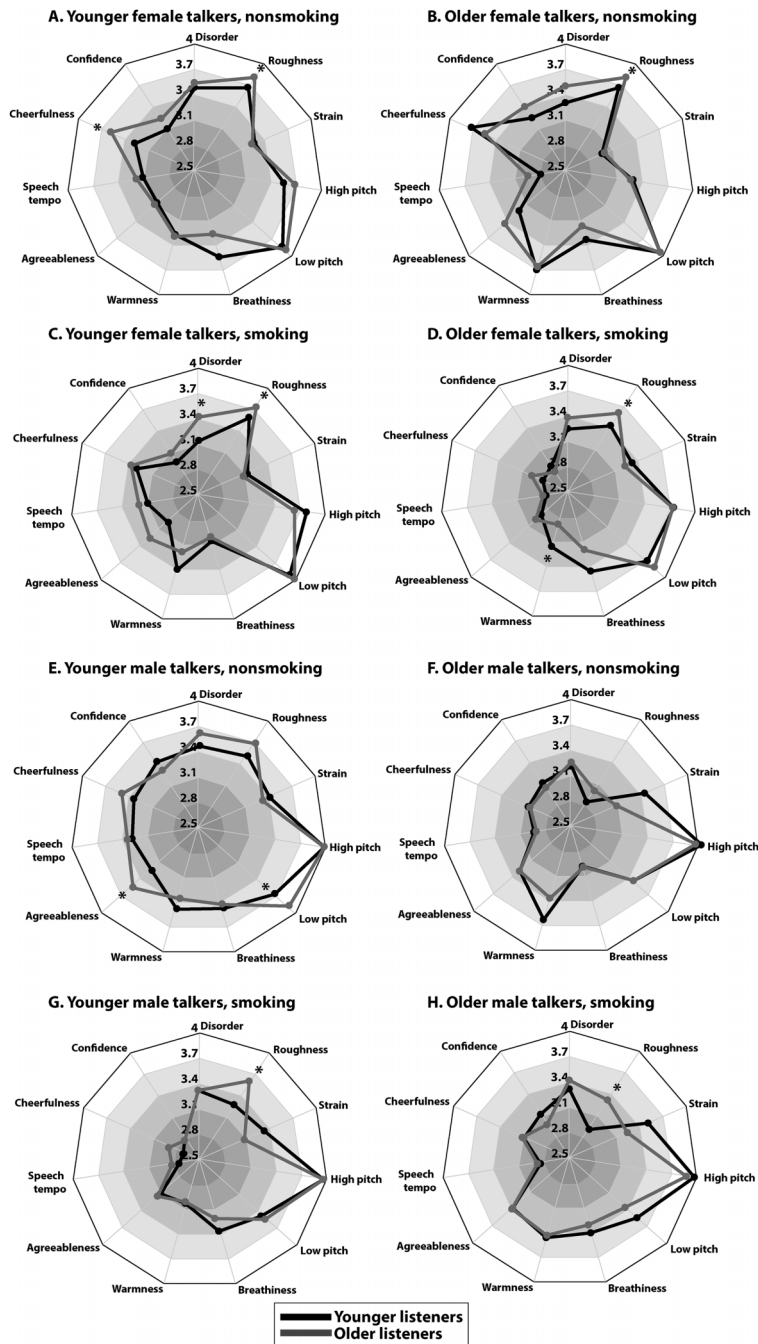 A. Younger female talkers, nonsmoking
4 Disorder
Confidence
Roughness
*
3.7
Cheerfulness
*
3.4
Strain
3.1
2.8
2.5
Speech
tempo
High pitch
Agreeableness
Low pitch
Warmness
Breathiness
B. Older female talkers, nonsmoking
4 Disorder
Confidence
Roughness
*
3.7
Cheerfulness
3.4
Strain
3.1
2.8
2.5
Speech
tempo
High pitch
Agreeableness
Low pitch
Warmness
Breathiness
C. Younger female talkers, smoking
4 Disorder
Confidence
Roughness
3.7
*
*
3.4
Cheerfulness
Strain
3.1
2.8
2.5
Speech
tempo
High pitch
Agreeableness
Low pitch
Warmness
Breathiness
D. Older female talkers, smoking
4 Disorder
Confidence
Roughness
3.7
*
3.4
Cheerfulness
Strain
3.1
2.8
2.5
Speech
tempo
High pitch
*
Agreeableness
Low pitch
Warmness
Breathiness
E. Younger male talkers, nonsmoking
4 Disorder
Confidence
Roughness
3.7
3.4
Cheerfulness
Strain
3.1
2.8
2.5
Speech
tempo
High pitch
*
*
Agreeableness
Low pitch
Warmness
Breathiness
F. Older male talkers, nonsmoking
4 Disorder
Confidence
Roughness
3.7
3.4
Cheerfulness
Strain
3.1
2.8
2.5
Speech
tempo
High pitch
Agreeableness
Low pitch
Warmness
Breathiness
G. Younger male talkers, smoking
4 Disorder
Confidence
Roughness
3.7
*
3.4
Cheerfulness
Strain
3.1
2.8
2.5
Speech
tempo
High pitch
Agreeableness
Low pitch
Warmness
Breathiness
H. Older male talkers, smoking
4 Disorder
Confidence
Roughness
3.7
3.4
*
Cheerfulness
Strain
3.1
2.8
2.5
Speech
tempo
High pitch
Agreeableness
Low pitch
Warmness
Breathiness
Younger listeners
Older listeners